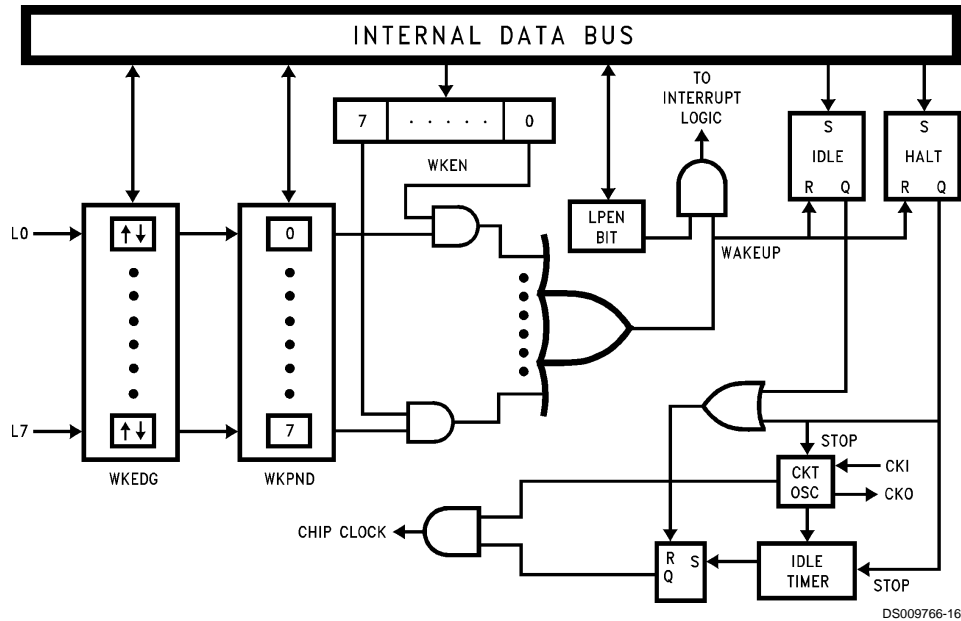 INTERNAL DATA BUS
TO
INTERRUPT
LOGIC
7 · · · · · 0
WKEN
S
IDLE
R Q
S
HALT
R Q
LPEN
BIT
WAKEUP
L0
↑↓
0
L7
↑↓
7
WKEDG
WKPND
STOP
CKT
OSC
CKI
CKO
CHIP CLOCK
R S
Q
IDLE
TIMER
STOP
DS009766-16